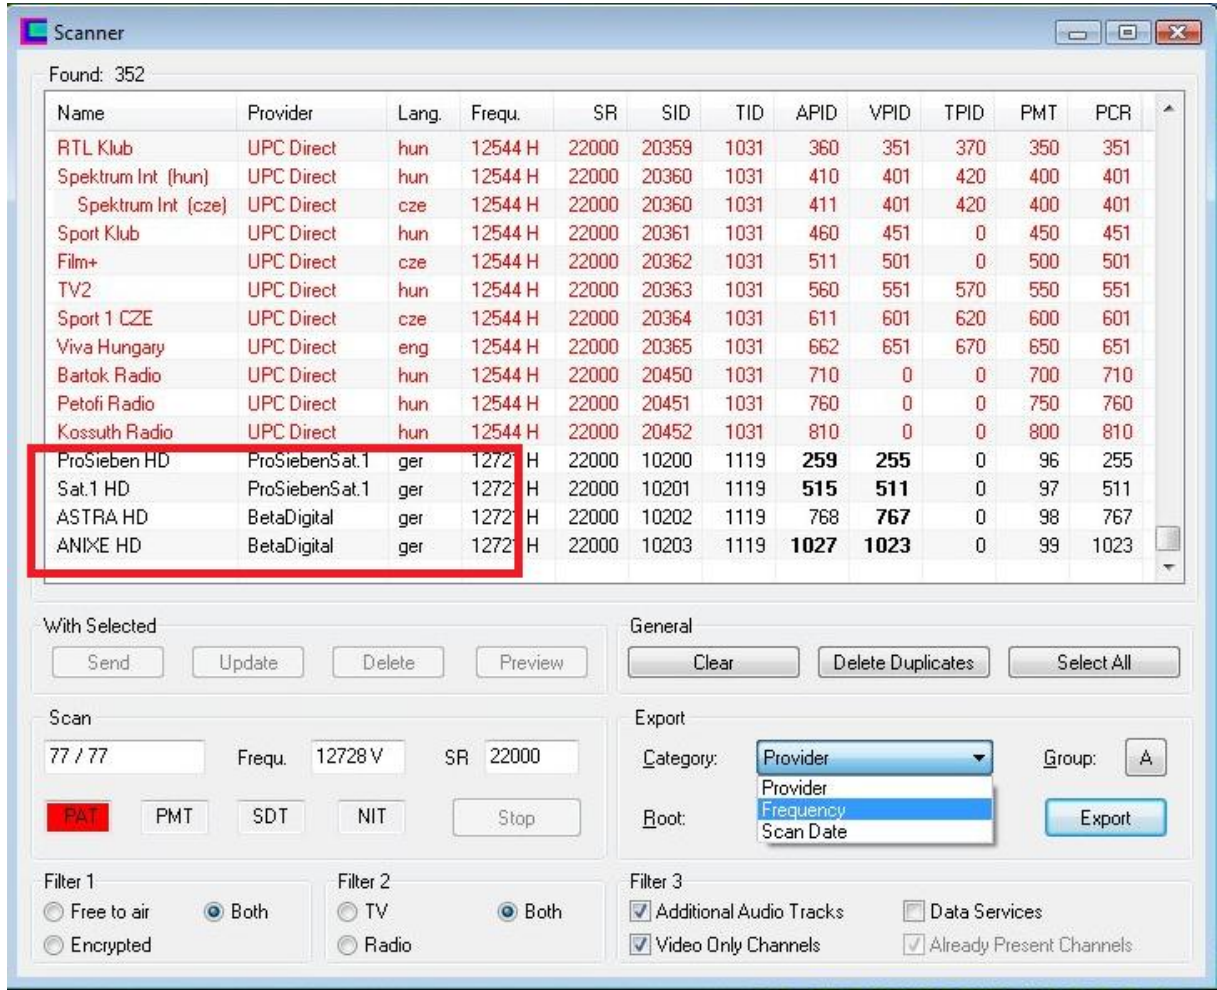 Scanner
Found: 352
Name Provider Lang. Frequ. SR SID TID APID VPID TPID PMT PCR
RTL Klub UPC Direct hun 12544 H 22000 20359 1031 360 351 370 350 351
Spektrum Int (hun) UPC Direct hun 12544 H 22000 20360 1031 410 401 420 400 401
Spektrum Int (cze) UPC Direct cze 12544 H 22000 20360 1031 411 401 420 400 401
Sport Klub UPC Direct hun 12544 H 22000 20361 1031 460 451 0 450 451
Film+ UPC Direct cze 12544 H 22000 20362 1031 511 501 0 500 501
TV2 UPC Direct hun 12544 H 22000 20363 1031 560 551 570 550 551
Sport 1 CZE UPC Direct cze 12544 H 22000 20364 1031 611 601 620 600 601
Viva Hungary UPC Direct eng 12544 H 22000 20365 1031 662 651 670 650 651
Bartok Radio UPC Direct hun 12544 H 22000 20450 1031 710 0 0 700 710
Petofi Radio UPC Direct hun 12544 H 22000 20451 1031 760 0 0 750 760
Kossuth Radio UPC Direct hun 12544 H 22000 20452 1031 810 0 0 800 810
ProSieben HD ProSiebenSat.1 ger H 22000 10200 1119 259 255 0 96 255
Sat.1 HD ProSiebenSat.1 ger H 22000 10201 1119 515 511 0 97 511
ASTRA HD BetaDigital ger H 22000 10202 1119 768 767 0 98 767
ANIXE HD BetaDigital ger H 22000 10203 1119 1027 1023 0 99 1023
With Selected General
Send Update Delete Preview Clear Delete Duplicates Select All
Scan Export
77 / 77 Frequ. 12728 V SR 22000 Category: Provider Group: A
Provider
PAT PMT SDT NIT Stop Root: Frequency Export
Scan Date
Filter 1 Filter 2 Filter 3
Free to air Both TV Both Additional Audio Tracks Data Services
Encrypted Radio Video Only Channels Already Present Channels